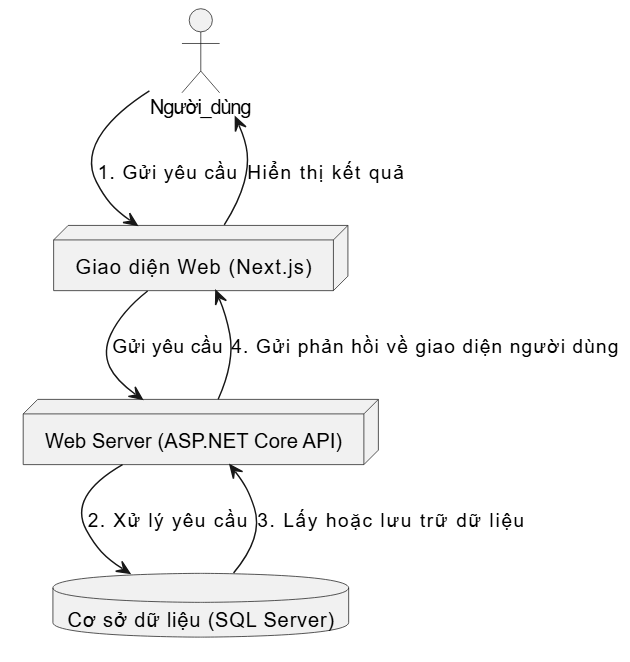 Người_dùng
1. Gửi yêu cầu
Hiển thị kết quả
Giao diện Web (Next.js)
Gửi yêu cầu
4. Gửi phản hồi về giao diện người dùng
Web Server (ASP.NET Core API)
2. Xử lý yêu cầu
3. Lấy hoặc lưu trữ dữ liệu
Cơ sở dữ liệu (SQL Server)